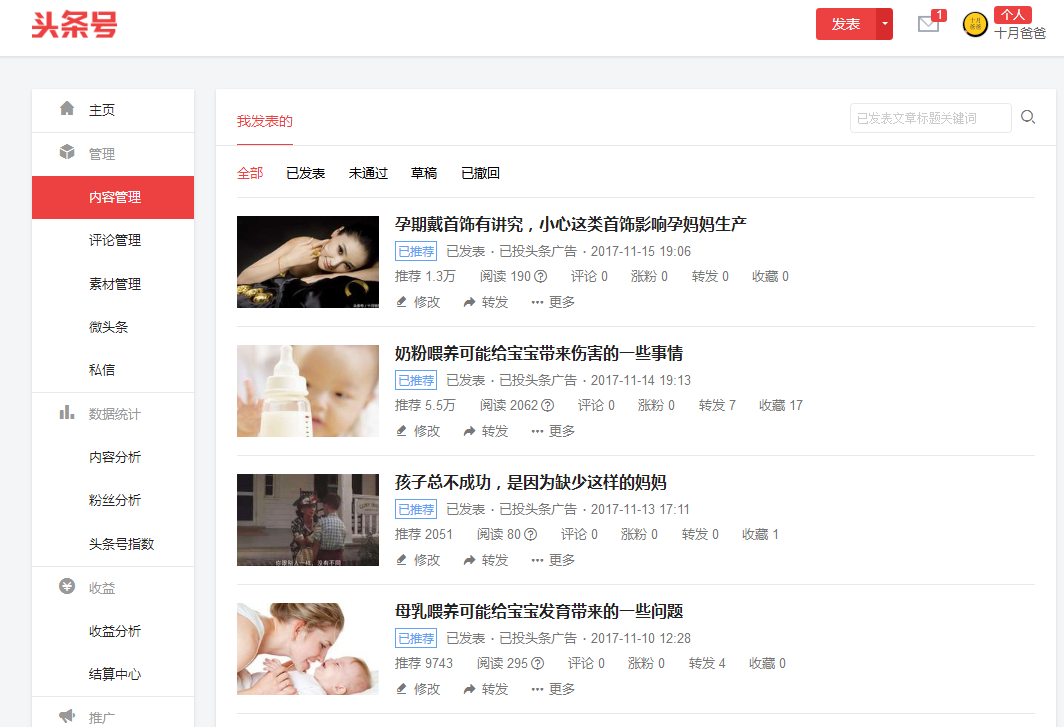 头条号
发表
1
十月
爸爸
个人
十月爸爸
主页
管理
内容管理
评论管理
素材管理
微头条
私信
数据统计
内容分析
粉丝分析
头条号指数
收益
收益分析
结算中心
推广
我发表的
已发表文章标题关键词
全部 已发表 未通过 草稿 已撤回
孕期戴首饰有讲究，小心这类首饰影响孕妈妈生产
已推荐 已发表 · 已投头条广告 · 2017-11-15 19:06
推荐 1.3万 阅读 190 ? 评论 0 涨粉 0 转发 0 收藏 0
修改 转发 ··· 更多
奶粉喂养可能给宝宝带来伤害的一些事情
已推荐 已发表 · 已投头条广告 · 2017-11-14 19:13
推荐 5.5万 阅读 2062 ? 评论 0 涨粉 0 转发 7 收藏 17
修改 转发 ··· 更多
孩子总不成功，是因为缺少这样的妈妈
已推荐 已发表 · 已投头条广告 · 2017-11-13 17:11
推荐 2051 阅读 80 ? 评论 0 涨粉 0 转发 0 收藏 1
修改 转发 ··· 更多
母乳喂养可能给宝宝发育带来的一些问题
已推荐 已发表 · 已投头条广告 · 2017-11-10 12:28
推荐 9743 阅读 295 ? 评论 0 涨粉 0 转发 4 收藏 0
修改 转发 ··· 更多